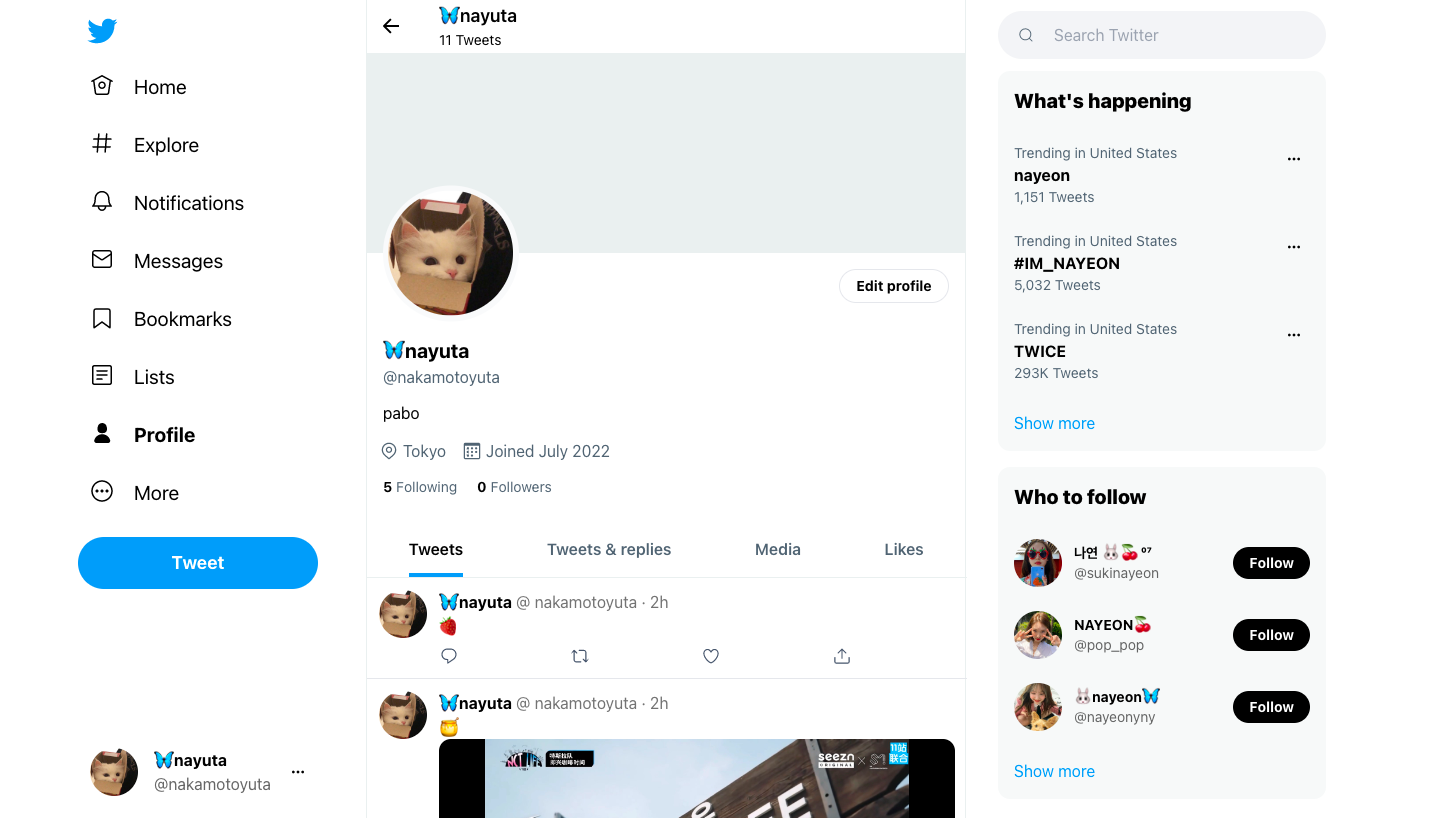 🦋nayuta
11 Tweets
Home
Explore
Notifications
Messages
Bookmarks
Lists
Profile
More
Tweet
🦋nayuta
@nakamotoyuta
Edit profile
🦋nayuta
@nakamotoyuta
pabo
Tokyo Joined July 2022
5 Following 0 Followers
Tweets Tweets & replies Media Likes
🦋nayuta @ nakamotoyuta · 2h
🍓
🦋nayuta @ nakamotoyuta · 2h
🍯
seezn
ORIGINAL
11站
联合
Search Twitter
What's happening
Trending in United States
nayeon
1,151 Tweets
Trending in United States
#IM_NAYEON
5,032 Tweets
Trending in United States
TWICE
293K Tweets
Show more
Who to follow
나연 🐰🍒⁰⁷
@sukinayeon
Follow
NAYEON🍒
@pop_pop
Follow
🐰nayeon🦋
@nayeonyny
Follow
Show more